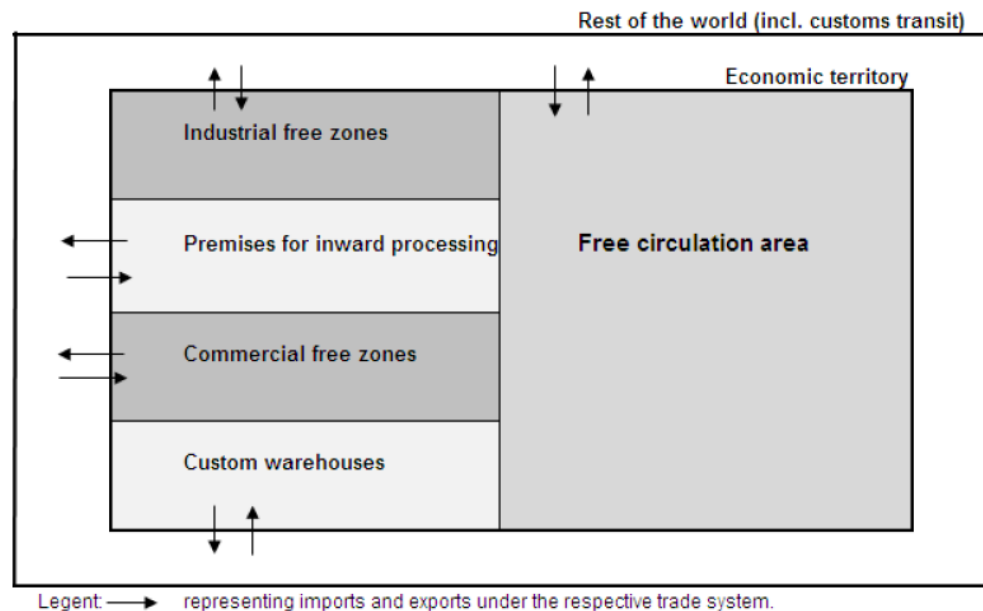 Rest of the world (incl. customs transit)
Economic territory
Industrial free zones
Premises for inward processing
Free circulation area
Commercial free zones
Custom warehouses
Legent: representing imports and exports under the respective trade system.